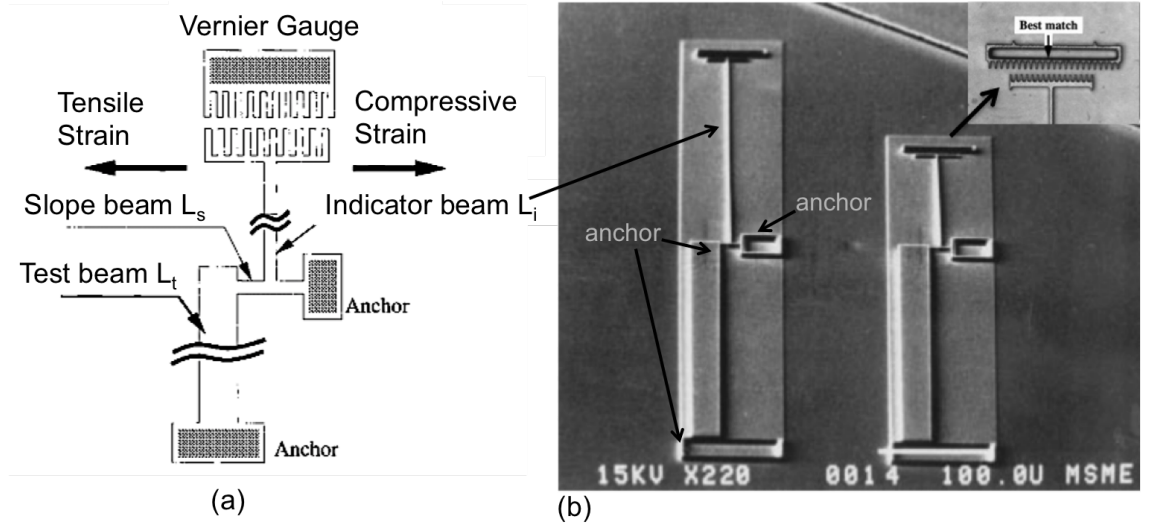 Vernier Gauge
Tensile
Strain
Compressive
Strain
Slope beam Ls
Indicator beam Li
Test beam Lt
Anchor
Anchor
(a)
Best match
anchor
anchor
15KV X220 0014 100.0U MSME
(b)